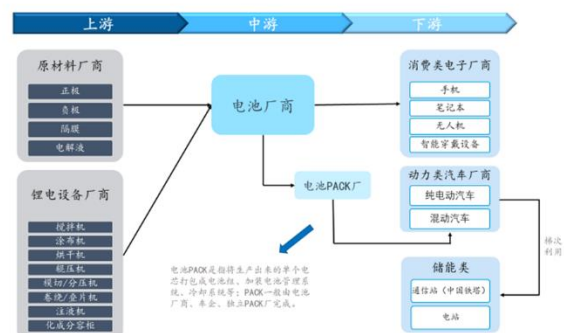 上游
中游
下游
原材料厂商
正极
负极
隔膜
电解液
锂电设备厂商
搅拌机
涂布机
烘干机
辊压机
模切/分压机
卷绕/叠片机
注液机
化成分容柜
电池厂商
电池PACK厂
电池PACK是指将生产出来的单个电
芯打包成电池组、加装电池管理系
统、冷却系统等；PACK一般由电池
厂商、车企、独立PACK厂完成。
消费类电子厂商
手机
笔记本
无人机
智能穿戴设备
动力类汽车厂商
纯电动汽车
混动汽车
梯次
利用
储能类
通信站（中国铁塔）
电站